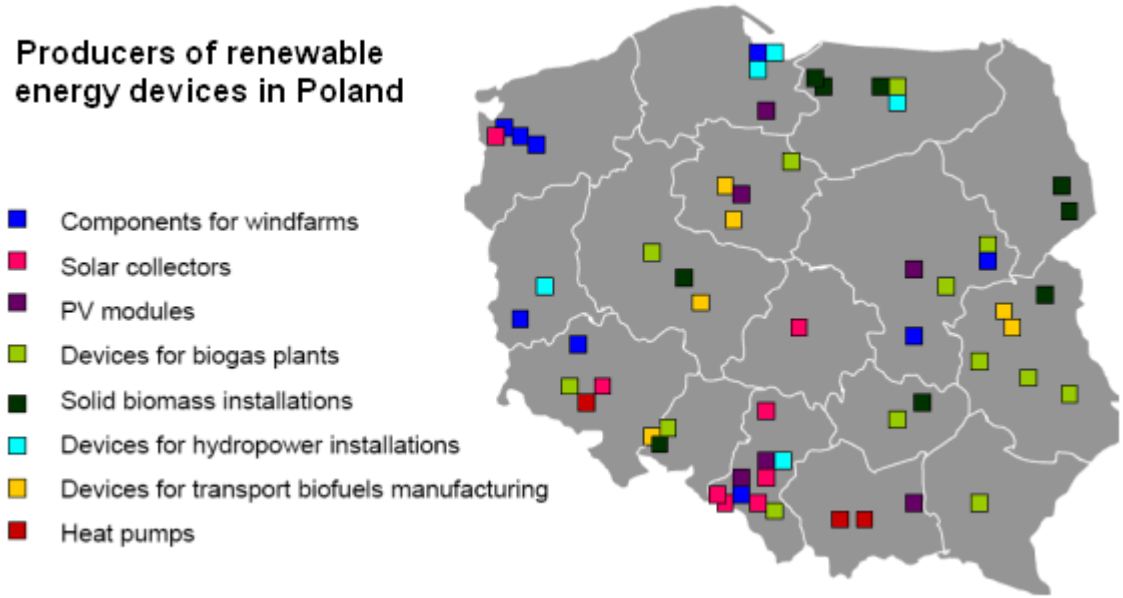 Producers of renewable
energy devices in Poland
Components for windfarms
Solar collectors
PV modules
Devices for biogas plants
Solid biomass installations
Devices for hydropower installations
Devices for transport biofuels manufacturing
Heat pumps